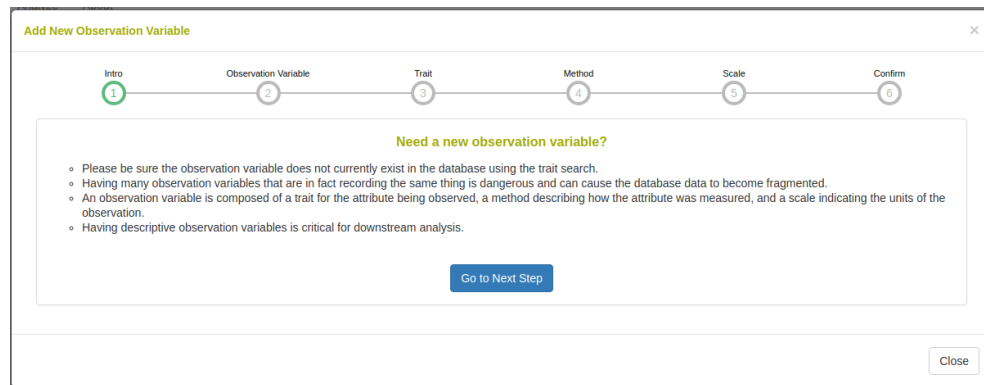 Add New Observation Variable
×
Intro
Observation Variable
Trait
Method
Scale
Confirm
1
2
3
4
5
6
Need a new observation variable?
Please be sure the observation variable does not currently exist in the database using the trait search.
Having many observation variables that are in fact recording the same thing is dangerous and can cause the database data to become fragmented.
An observation variable is composed of a trait for the attribute being observed, a method describing how the attribute was measured, and a scale indicating the units of the
observation.
Having descriptive observation variables is critical for downstream analysis.
Go to Next Step
Close